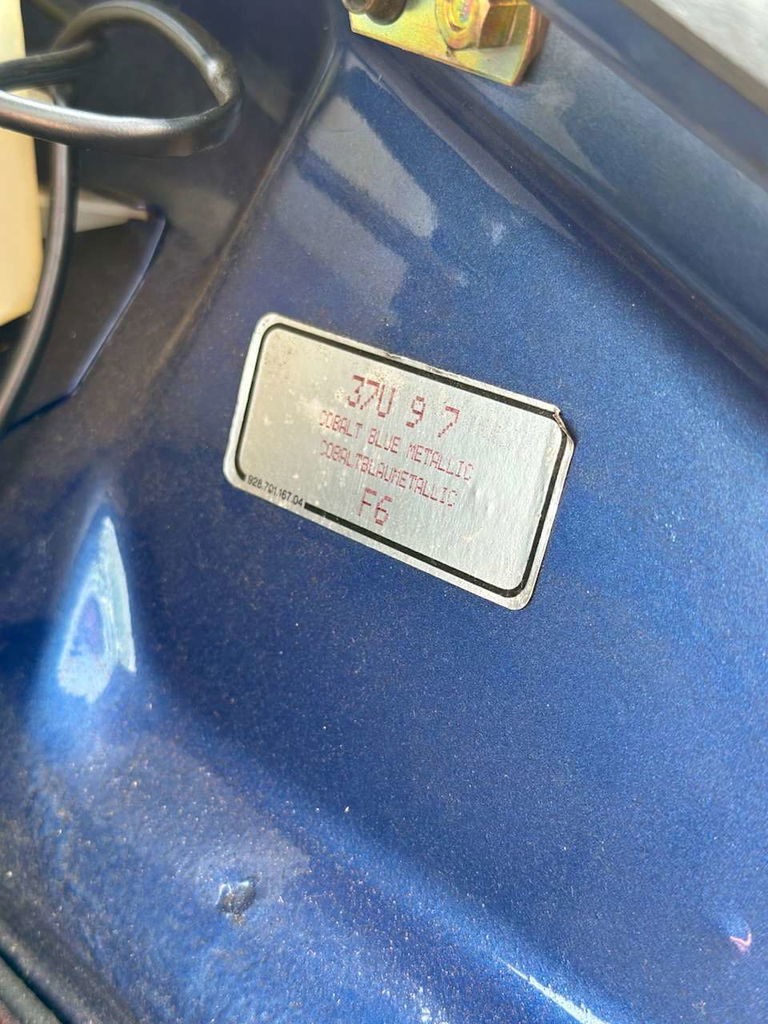 37U 9 7
COBALT BLUE METALLIC
COBALTBLAUMETALLIC
F6
928.701.167.04